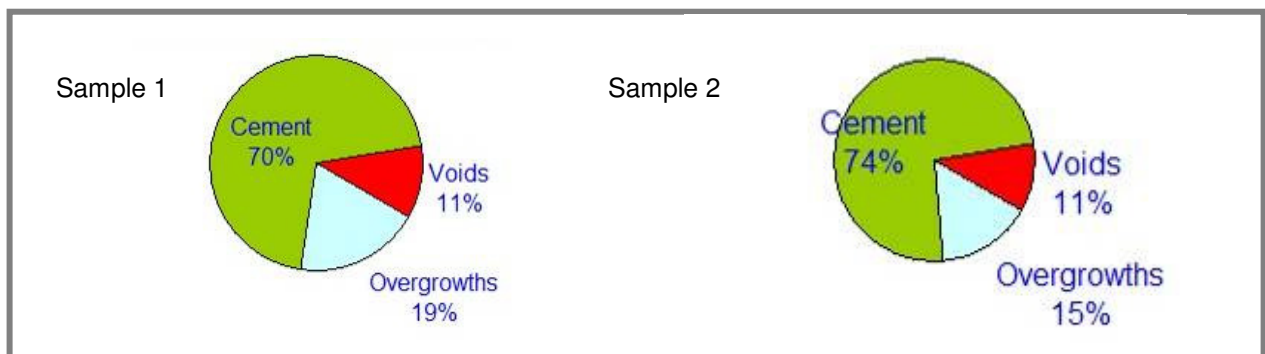 Sample 1
Cement
70%
Voids
11%
Overgrowths
19%
Sample 2
Cement
74%
Voids
11%
Overgrowths
15%